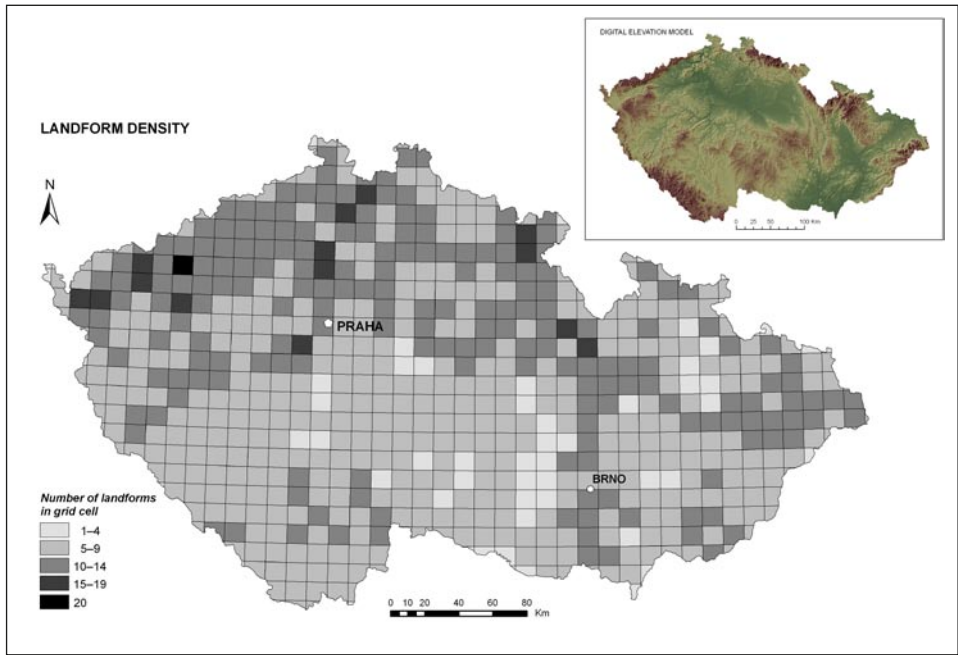 DIGITAL ELEVATION MODEL
0 25 50 100 Km
LANDFORM DENSITY
N
PRAHA
BRNO
Number of landforms
in grid cell
1–4
5–9
10–14
15–19
20
0 10 20 40 60 80
Km